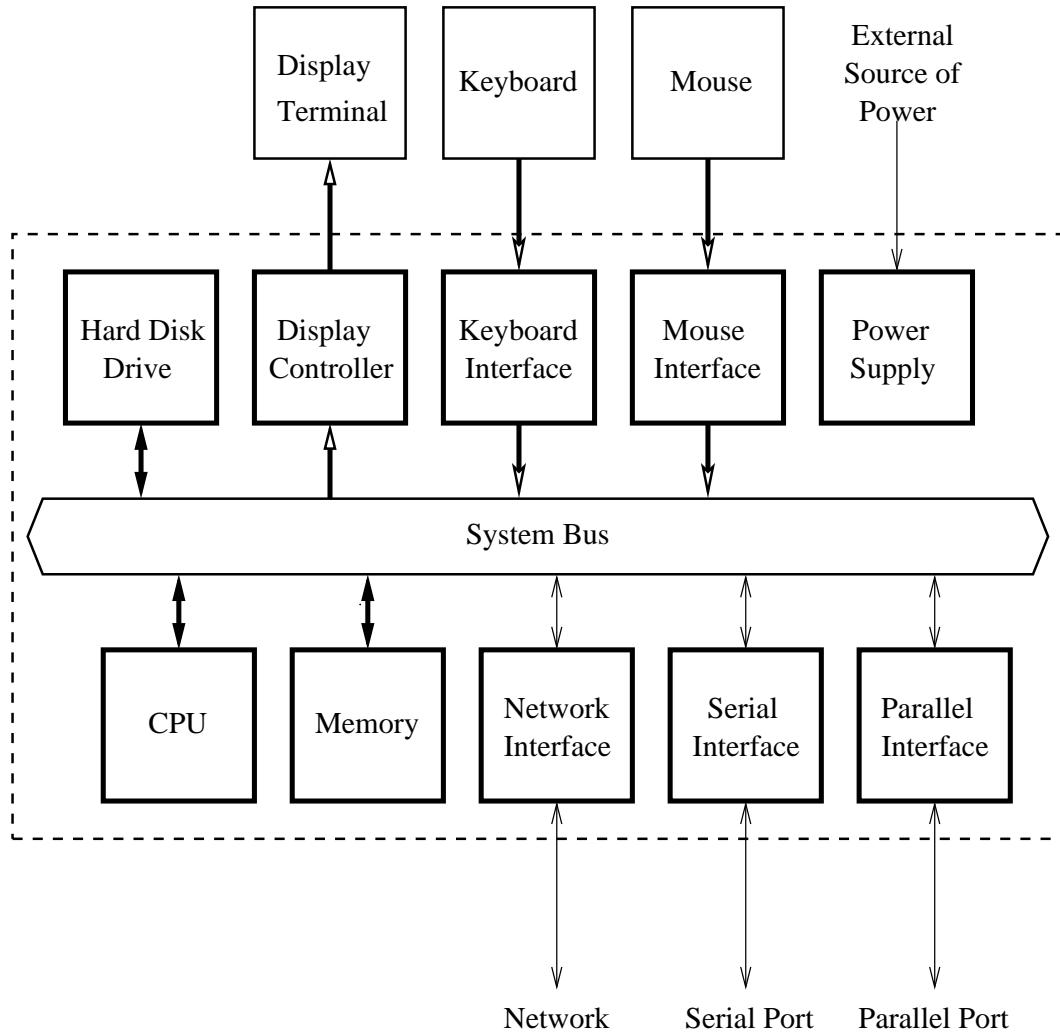 Display
Terminal
Keyboard
Mouse
External
Source of
Power
Hard Disk
Drive
Display
Controller
Keyboard
Interface
Mouse
Interface
Power
Supply
System Bus
CPU
Memory
Network
Interface
Serial
Interface
Parallel
Interface
Network
Serial Port
Parallel Port